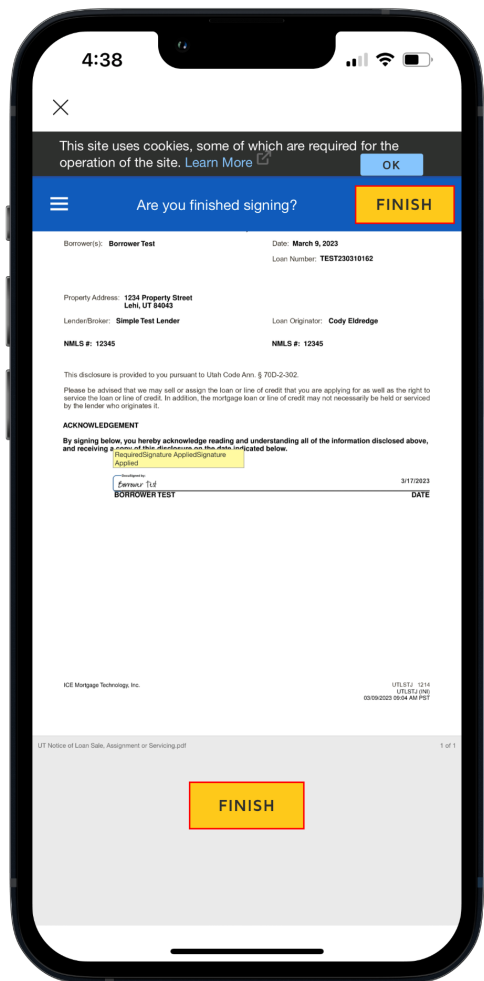 4:38
This site uses cookies, some of which are required for the
operation of the site. Learn More
OK
Are you finished signing?
FINISH
Borrower(s): Borrower Test
Date: March 9, 2023
Loan Number: TEST230310162
Property Address: 1234 Property Street
Lehi, UT 84043
Lender/Broker: Simple Test Lender
Loan Originator: Cody Eldredge
NMLS #: 12345
NMLS #: 12345
This disclosure is provided to you pursuant to Utah Code Ann. § 70D-2-302.
Please be advised that we may sell or assign the loan or line of credit that you are applying for as well as the right to
service the loan or line of credit. In addition, the mortgage loan or line of credit may not necessarily be held or serviced
by the lender who originates it.
ACKNOWLEDGEMENT
By signing below, you hereby acknowledge reading and understanding all of the information disclosed above,
and receiving a copy of this disclosure on the date indicated below.
RequiredSignature AppliedSignature
Applied
DocuSigned by:
Borrower Test
3/17/2023
BORROWER TEST
DATE
ICE Mortgage Technology, Inc.
UTLSTJ 1214
UTLSTJ (INI)
03/09/2023 09:04 AM PST
UT Notice of Loan Sale, Assignment or Servicing.pdf
1 of 1
FINISH